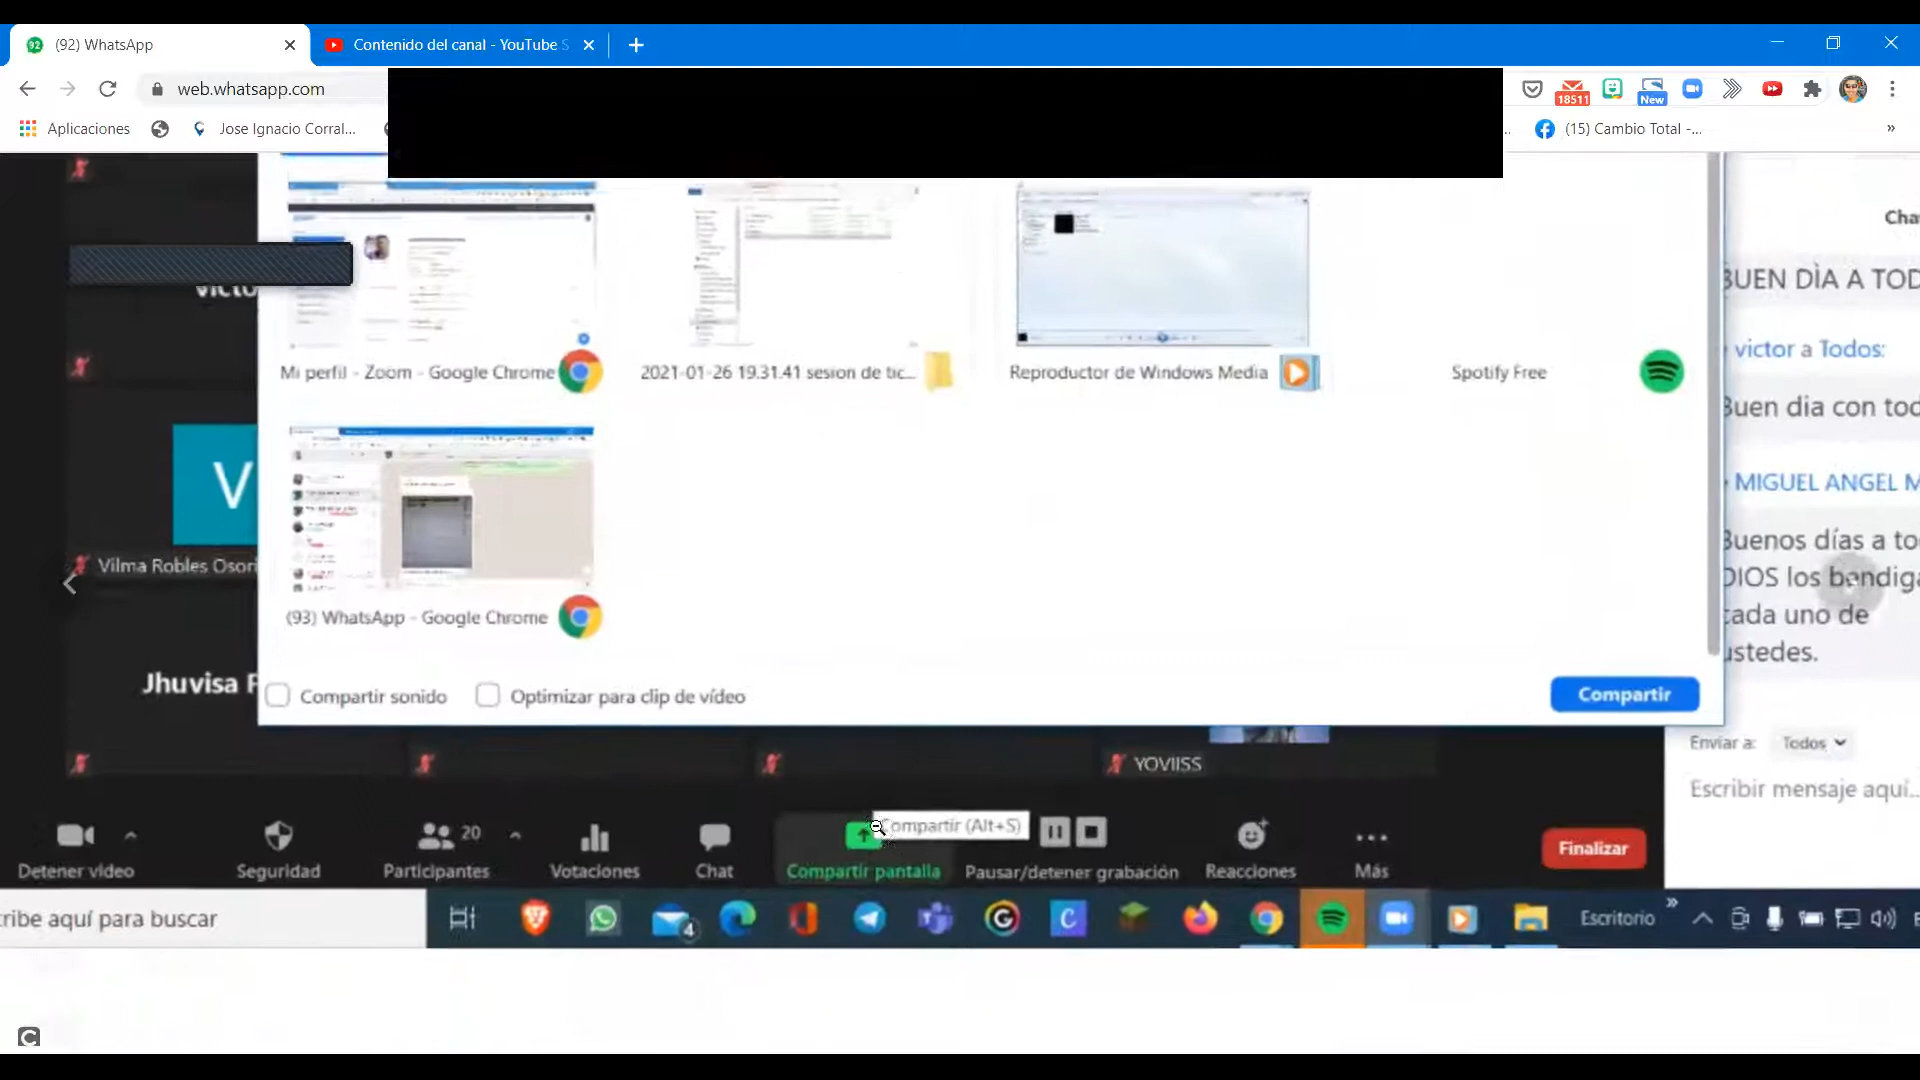 (92) WhatsApp
Contenido del canal - YouTube S
web.whatsapp.com
18511
New
Aplicaciones
Jose Ignacio Corral...
(15) Cambio Total -...
»
Cha
BUEN DÌA A TOD
victor a Todos:
Buen dia con tod
MIGUEL ANGEL M
Buenos días a to
DIOS los bendiga
cada uno de
ustedes.
Mi perfil - Zoom - Google Chrome
2021-01-26 19.31.41 sesion de tic...
Reproductor de Windows Media
Spotify Free
V
Vilma Robles Osori
(93) WhatsApp - Google Chrome
Jhuvisa F
Compartir sonido
Optimizar para clip de vídeo
Compartir
Enviar a: Todos
YOVIISS
Escribir mensaje aquí...
Compartir (Alt+S)
20
Detener video
Seguridad
Participantes
Votaciones
Chat
Compartir pantalla
Pausar/detener grabación
Reacciones
Más
Finalizar
cribe aquí para buscar
4
Escritorio
»